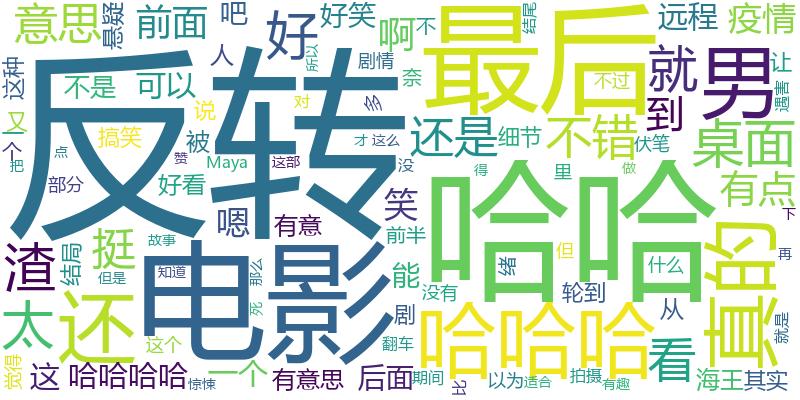 意思
悬疑
前面
吧
好
好笑
啊
不
结尾
最后
远程
疫情
这种
人
所以
剧情
奈
就
男
不过
让
遇害
不是
可以
反转
多
还是
细节
不错
到
伏笔
桌面
又
搞笑
说
对
被
才
这么
一个
把
点
赞
Maya
这部
没
得
里
做
有点
部分
好看
嗯
笑
哈哈
真的
下
渣
结局
挺
故事
有意
前半
绪
但
什么
再
但是
知道
电影
那么
能
没有
轮到
从
就是
太
还
这个
死
剧
哈哈哈
看
翻车
觉得
这
哈哈哈哈
惊悚
一个
有意思
后面
期间
比
以为
适合
拍摄
有趣
海王
其实